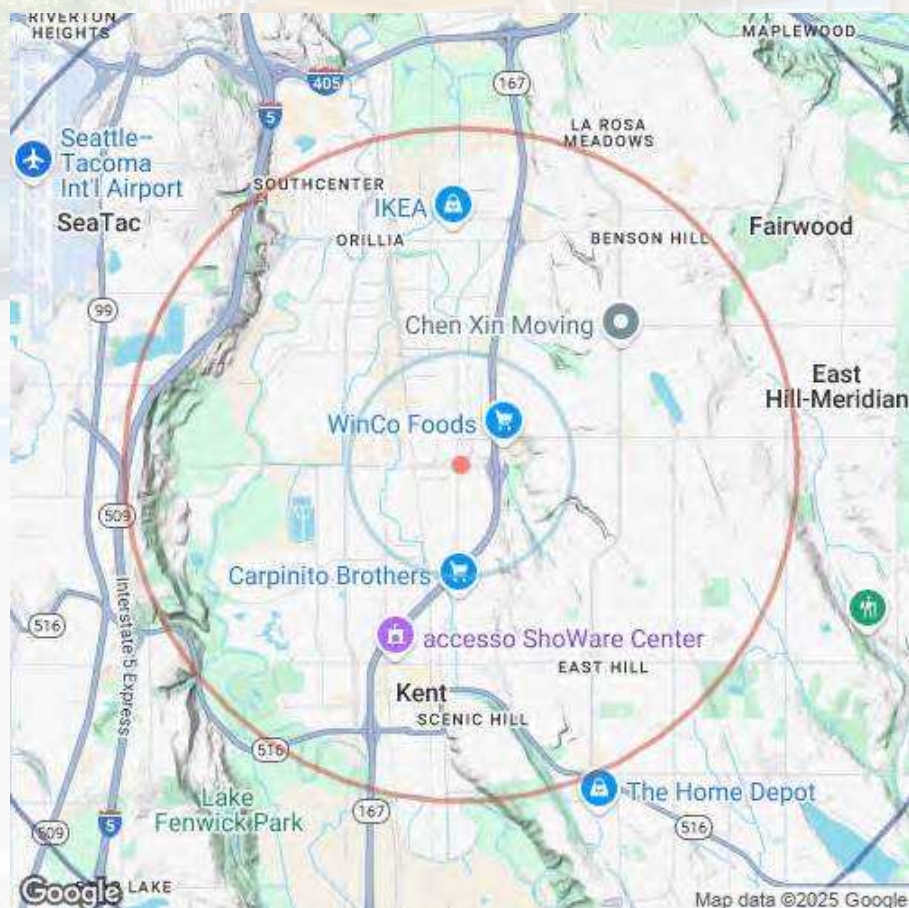 RIVERTON
HEIGHTS
MAPLEWOOD
405
167
5
LA ROSA
MEADOWS
Seattle–
Tacoma
Int'l Airport
SOUTHCENTER
IKEA
SeaTac
ORILLIA
BENSON HILL
Fairwood
99
Chen Xin Moving
East
Hill-Meridian
WinCo Foods
509
Carpinito Brothers
516
Interstate 5 Express
accesso ShoWare Center
EAST HILL
Kent
SCENIC HILL
516
Lake
Fenwick Park
The Home Depot
167
516
5
509
LAKE
Google
Map data ©2025 Google